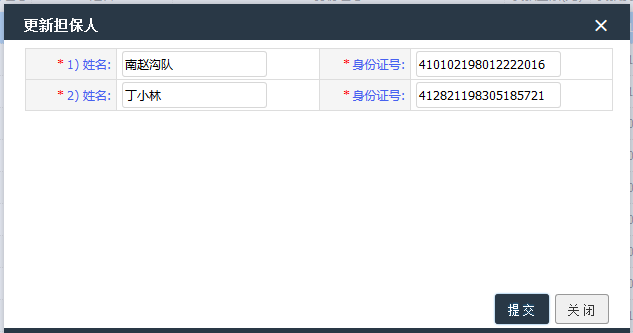 更新担保人
* 1) 姓名: 南赵沟队 * 身份证号: 410102198012222016
* 2) 姓名: 丁小林 * 身份证号: 412821198305185721
提交 关闭